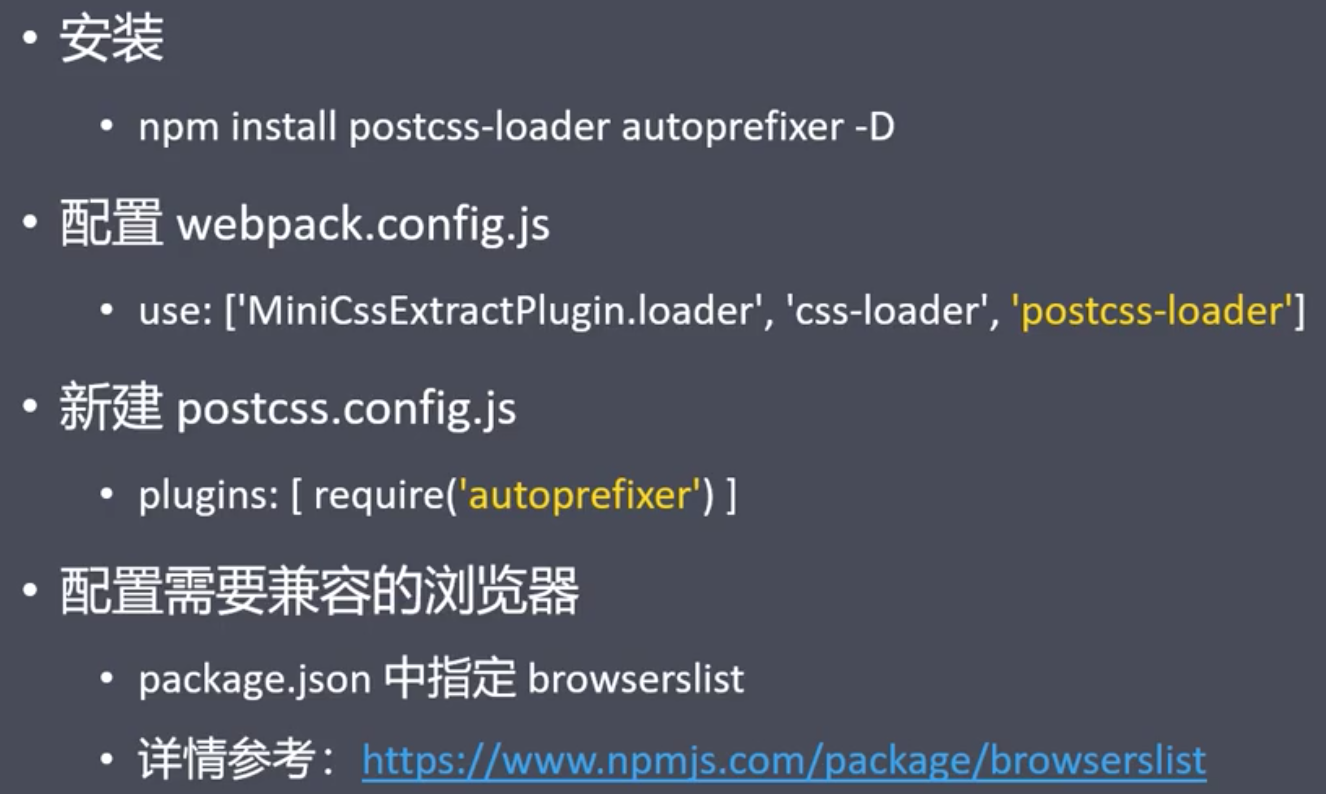 • 安装
• npm install postcss-loader autoprefixer -D
• 配置 webpack.config.js
• use: ['MiniCssExtractPlugin.loader', 'css-loader', 'postcss-loader']
• 新建 postcss.config.js
• plugins: [ require('autoprefixer') ]
• 配置需要兼容的浏览器
• package.json 中指定 browserslist
• 详情参考：https://www.npmjs.com/package/browserslist